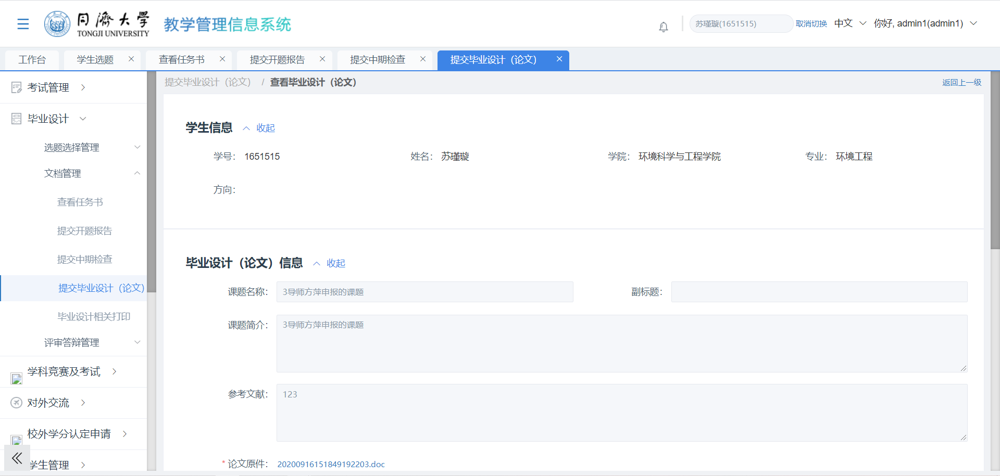 同濟大学
TONGJI UNIVERSITY
教学管理信息系统
苏瑾璇(1651515)
取消切换
中文
你好, admin1(admin1)
工作台
学生选题
查看任务书
提交开题报告
提交中期检查
提交毕业设计（论文）
考试管理
毕业设计
选题选择管理
文档管理
查看任务书
提交开题报告
提交中期检查
提交毕业设计（论文）
毕业设计相关打印
评审答辩管理
学科竞赛及考试
对外交流
校外学分认定申请
学生管理
提交毕业设计（论文） / 查看毕业设计（论文）
返回上一级
学生信息 收起
学号： 1651515
姓名： 苏瑾璇
学院： 环境科学与工程学院
专业： 环境工程
方向：
毕业设计（论文）信息 收起
课题名称： 3导师方萍申报的课题
副标题：
课题简介： 3导师方萍申报的课题
参考文献： 123
* 论文原件： 20200916151849192203.doc